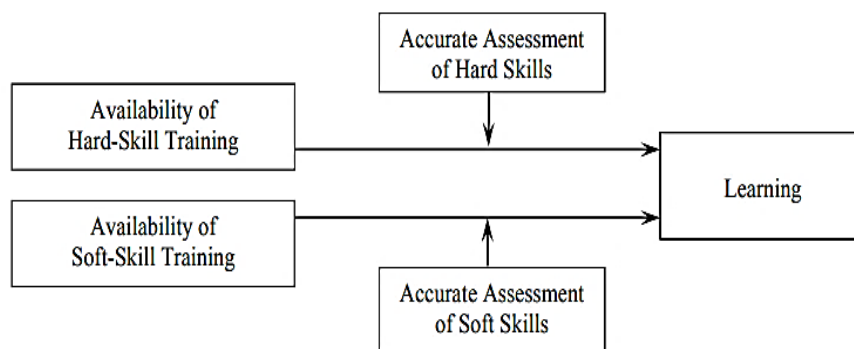 Accurate Assessment
of Hard Skills
Availability of
Hard-Skill Training
Learning
Availability of
Soft-Skill Training
Accurate Assessment
of Soft Skills